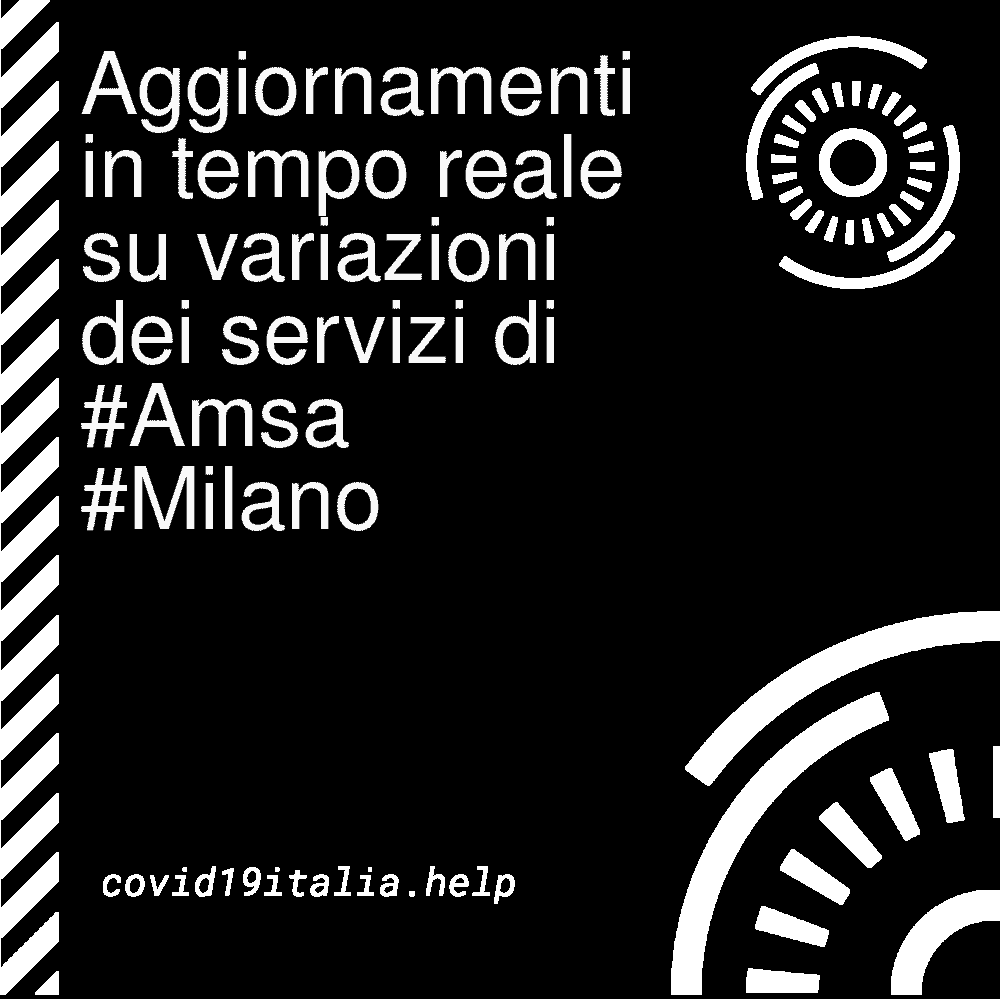 Aggiornamenti
in tempo reale
su variazioni
dei servizi di
#Amsa
#Milano
covid19italia.help